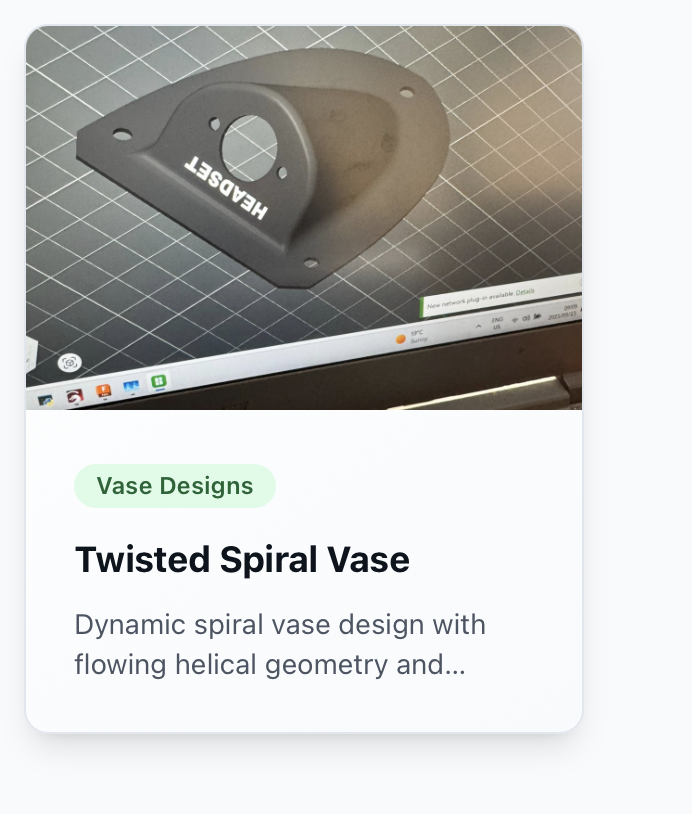 HEADSET
New network plug-in available Details
59°C
Sunny
ENG
US
Vase Designs
Twisted Spiral Vase
Dynamic spiral vase design with
flowing helical geometry and...